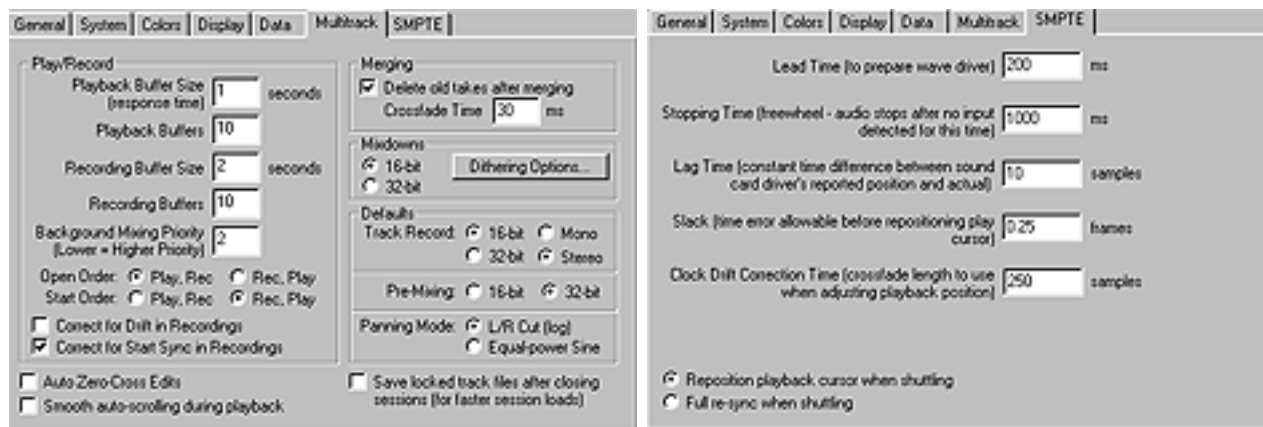 General System Colors Display Data Multitrack SMPTE
Play/Record
Playback Buffer Size
(response time)
1 seconds
Playback Buffers 10
Recording Buffer Size 2 seconds
Recording Buffers 10
Background Mixing Priority
(Lower = Higher Priority)
2
Open Order: Play, Rec Rec, Play
Start Order: Play, Rec Rec, Play
Correct for Drift in Recordings
Correct for Start Sync in Recordings
Auto Zero-Cross Edits
Smooth auto-scrolling during playback
Merging
Delete old takes after merging
Crossfade Time 30 ms
Mixdowns
16-bit
32-bit
Dithering Options...
Defaults
Track Record: 16-bit Mono
32-bit Stereo
Pre-Mixing: 16-bit 32-bit
Panning Mode: L/R Cut (log)
Equal-power Sine
Save locked track files after closing
sessions (for faster session loads)
General System Colors Display Data Multitrack SMPTE
Lead Time (to prepare wave driver) 200 ms
Stopping Time (freewheel - audio stops after no input
detected for this time)
1000 ms
Lag Time (constant time difference between sound
card driver's reported position and actual)
10 samples
Slack (time error allowable before repositioning play
cursor)
0.25 frames
Clock Drift Correction Time (crossfade length to use
when adjusting playback position)
250 samples
Reposition playback cursor when shuttling
Full re-sync when shuttling